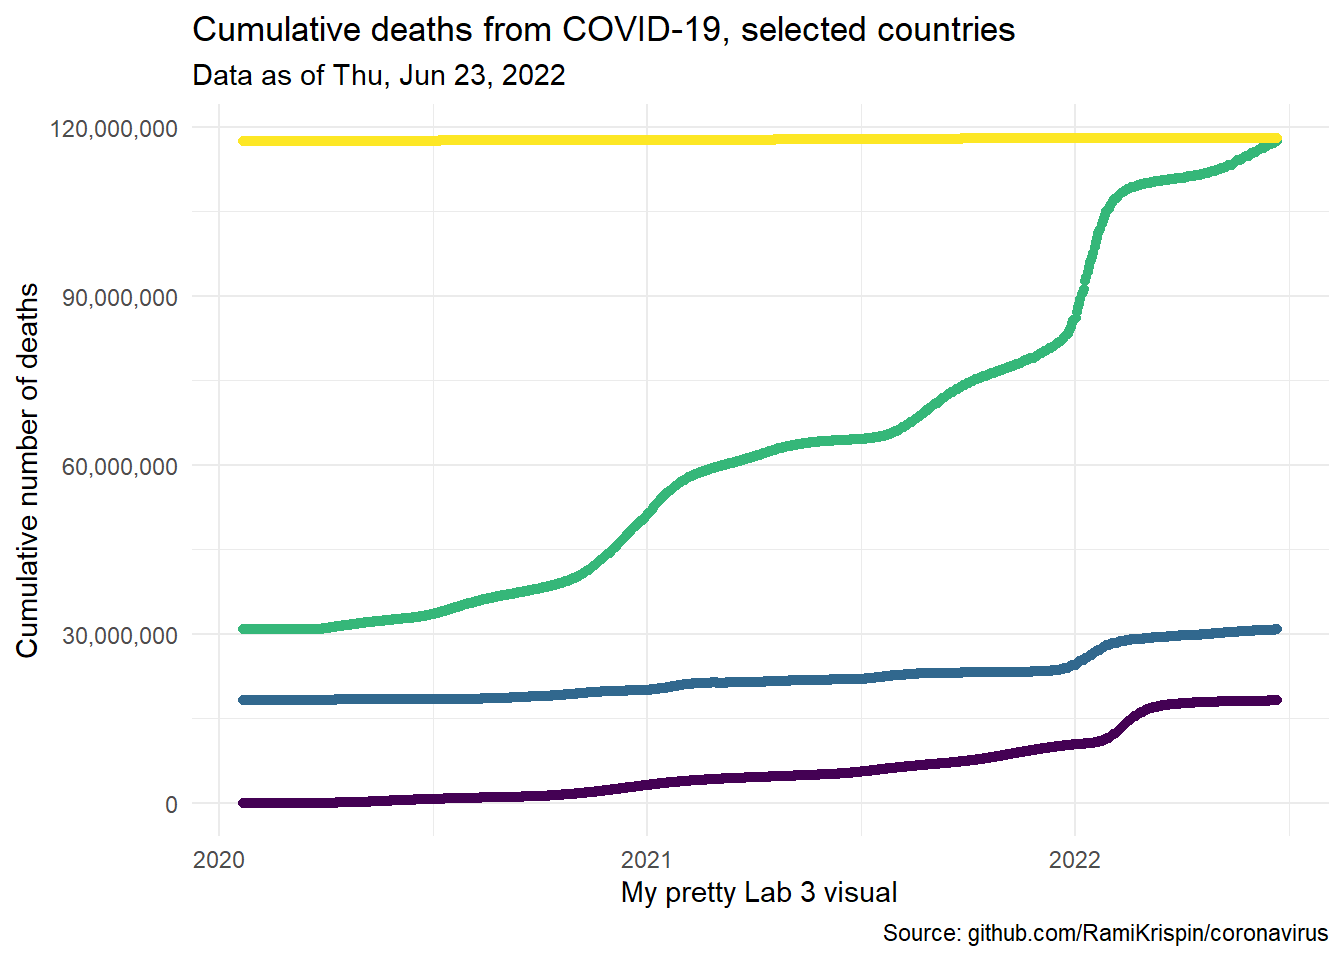 Cumulative deaths from COVID-19, selected countries
Data as of Thu, Jun 23, 2022
Cumulative number of deaths
120,000,000
90,000,000
60,000,000
30,000,000
0
2020
2021
2022
My pretty Lab 3 visual
Source: github.com/RamiKrispin/coronavirus